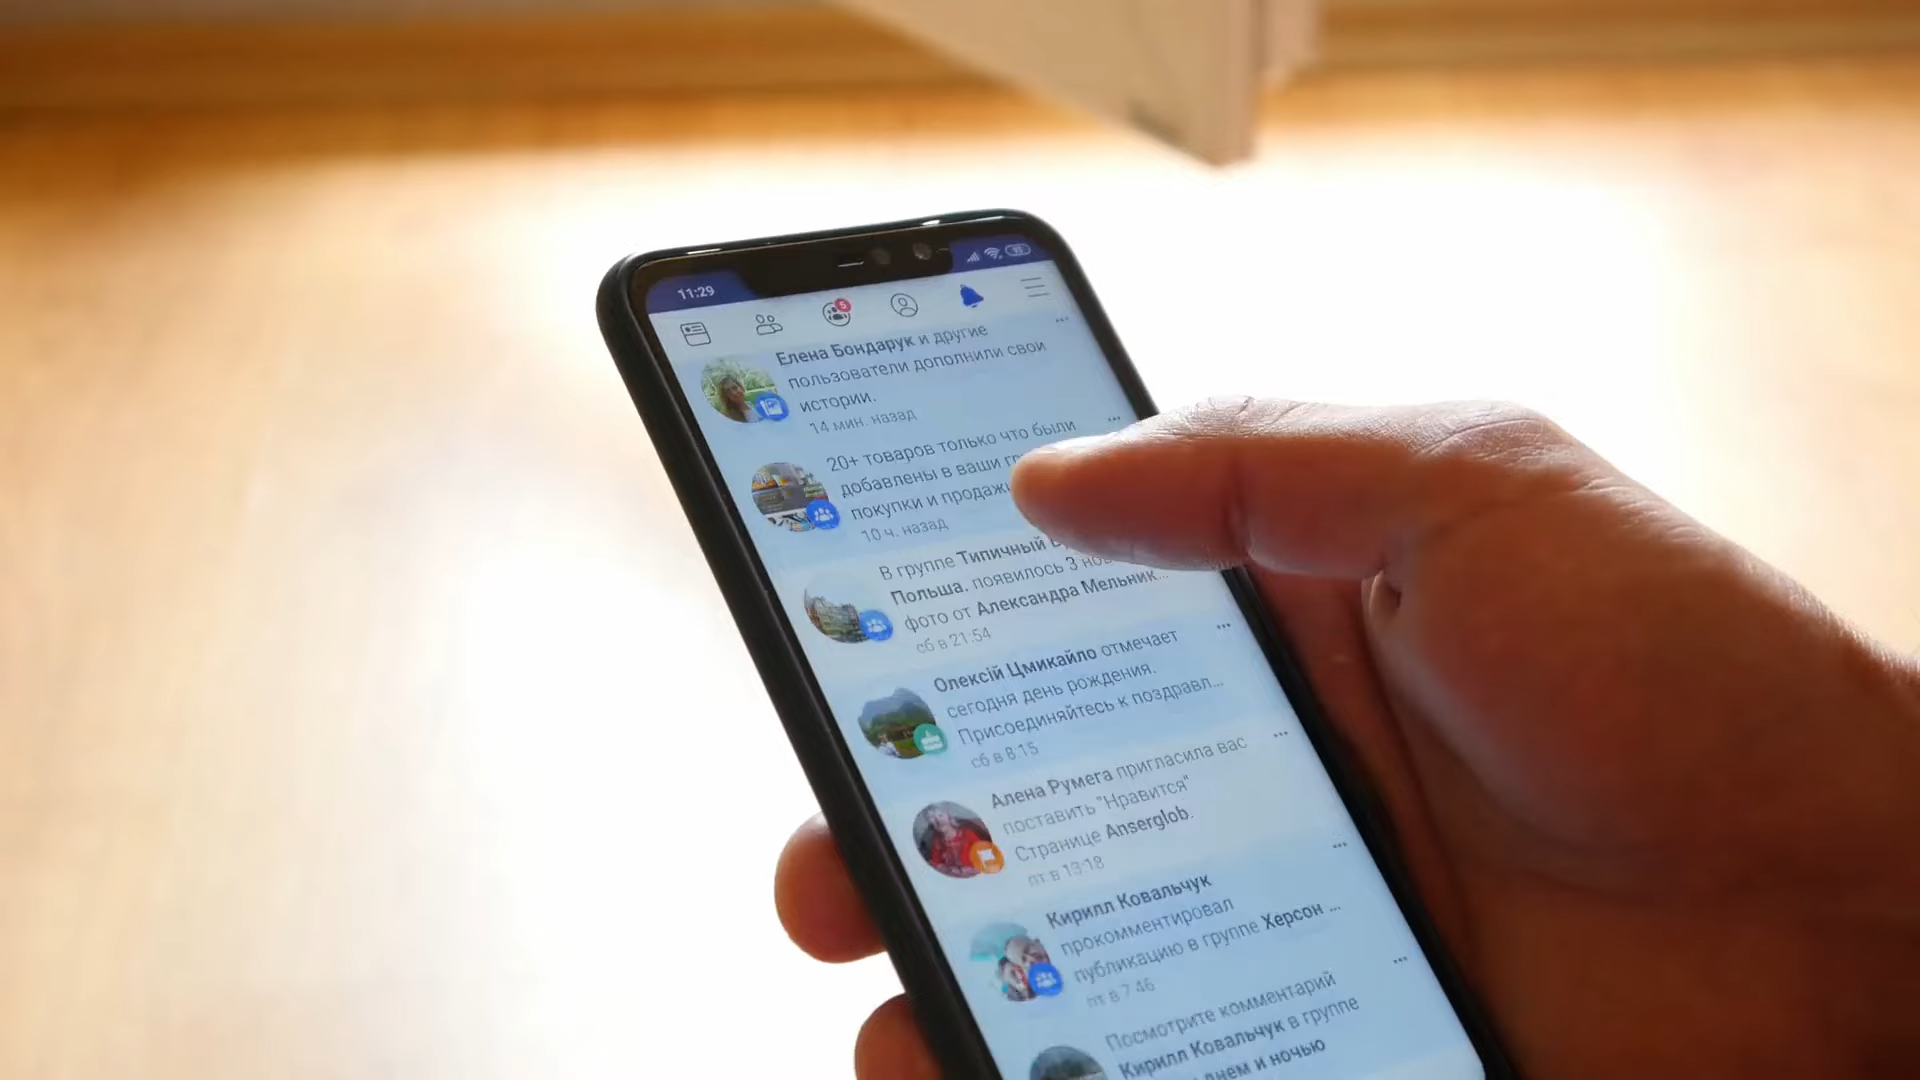 11:29
93
5
Елена Бондарук и другие
пользователи дополнили свои
истории.
14 мин. назад
20+ товаров только что были
добавлены в ваши
покупки и продажи
10 ч. назад
В группе Типичный
Польша. появилось 3
фото от Александра Мельник...
сб в 21:54
Олексій Цмикайло отмечает
сегодня день рождения.
Присоединяйтесь к поздравл...
сб в 8:15
Алена Румега пригласила вас
поставить "Нравится"
Странице Anserglob.
пт в 13:18
Кирилл Ковальчук
прокомментировал
публикацию в группе Херсон ...
пт в 7:46
Посмотрите комментарий
Кирилл Ковальчук в группе
днем и ночью